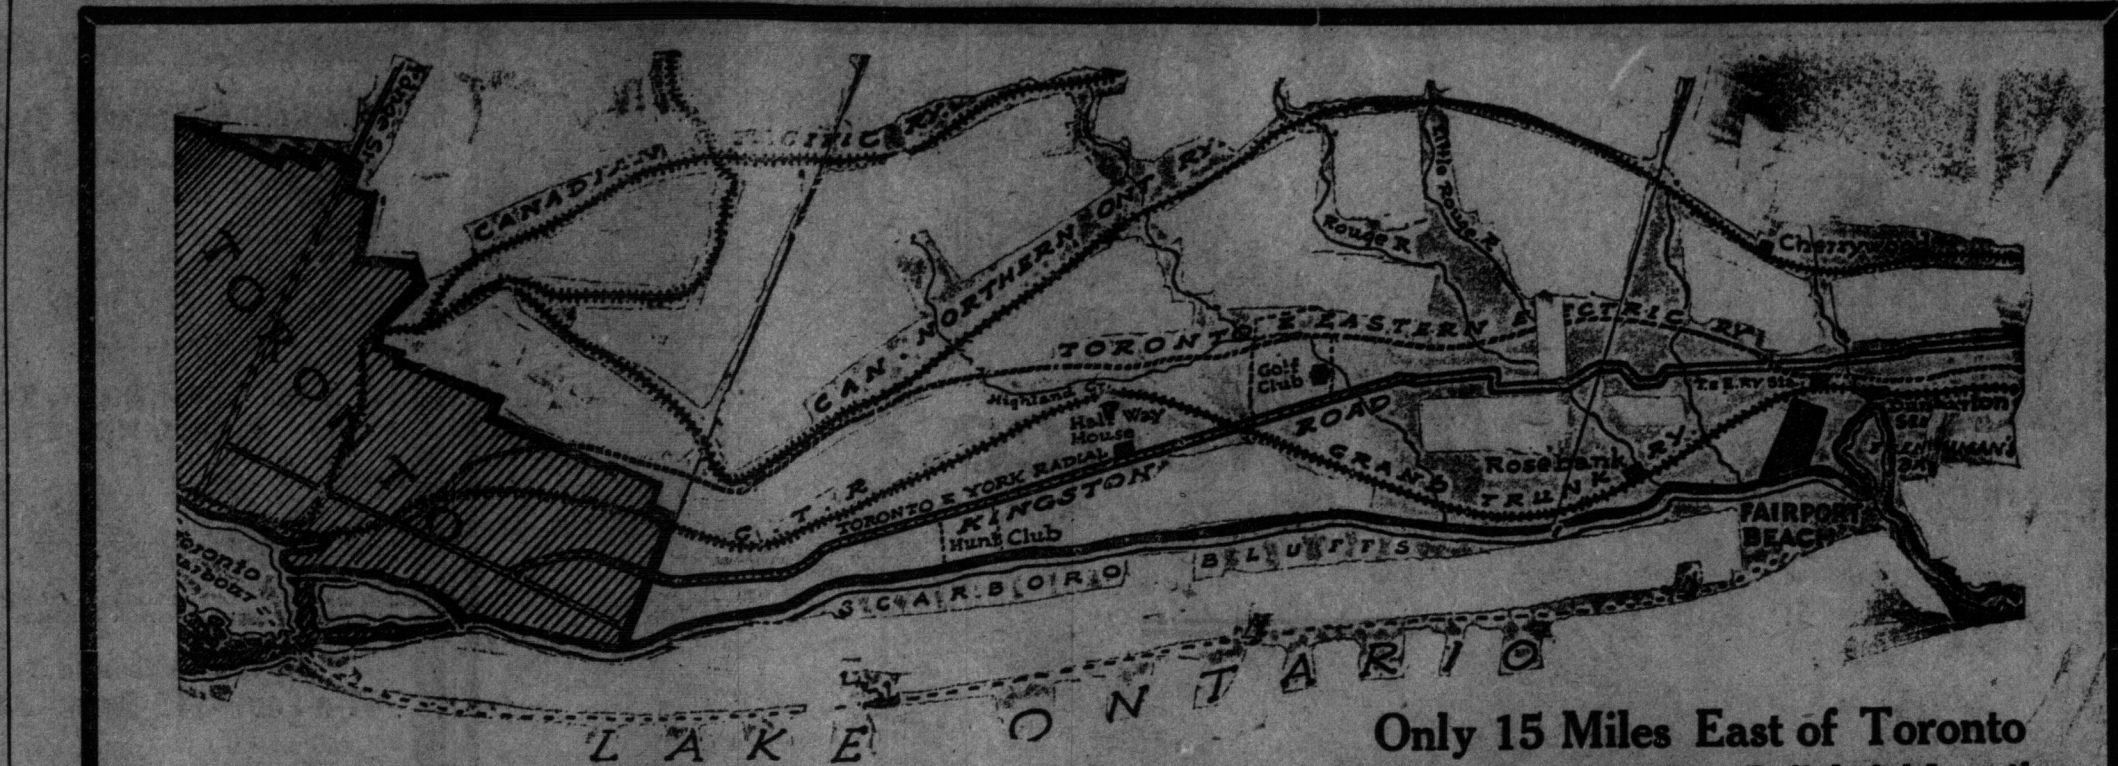 TORONTO
CANADIAN PACIFIC RY
CAN. NORTHERN ONT. RY
Rouge R
Little Rouge R
Cherrywood
TORONTO & EASTERN ELECTRIC RY
Golf
Club
Highland Cr.
Half Way
House
T & E. RY Sta.
ROAD
GRAND
TRUNK RY.
Rosebank
G. T. R
TORONTO & YORK RADIAL
KINGSTON
Hunt Club
FAIRPORT
BEACH
Toronto
Harbour
SCARBORO BLUFFS
LAKE ONTARIO
Only 15 Miles East of Toronto